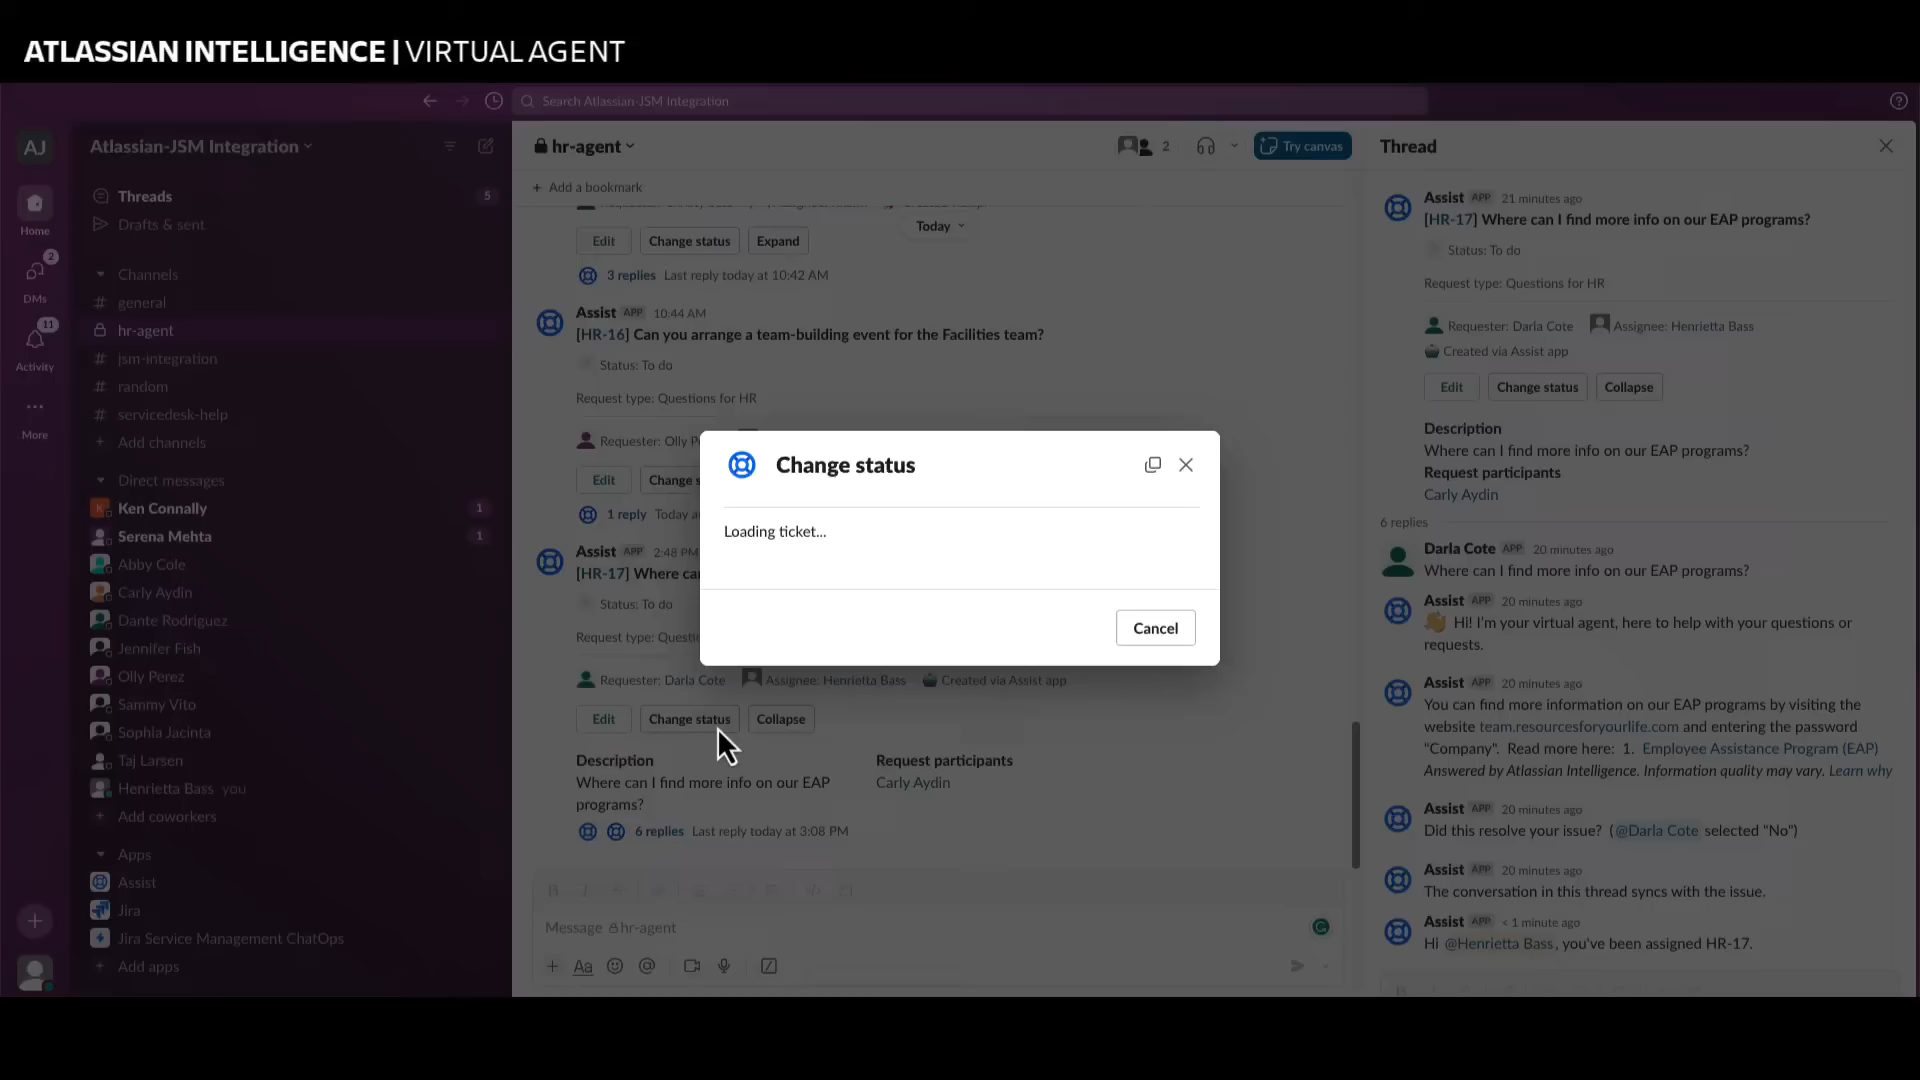 ATLASSIAN INTELLIGENCE | VIRTUAL AGENT
Search Atlassian-JSM Integration
AJ
Home
2
DMs
11
Activity
More
Atlassian-JSM Integration
Threads 5
Drafts & sent
Channels
# general
hr-agent
# jsm-integration
# random
# servicedesk-help
+ Add channels
Direct messages
K
Ken Connally 1
Serena Mehta 1
Abby Cole
Carly Aydin
Dante Rodriguez
Jennifer Fish
Olly Perez
Sammy Vito
Sophia Jacinta
Taj Larsen
Henrietta Bass you
+ Add coworkers
Apps
Assist
Jira
Jira Service Management ChatOps
+ Add apps
hr-agent
2
Try canvas
+ Add a bookmark
Today
Edit Change status Expand
3 replies Last reply today at 10:42 AM
Assist APP 10:44 AM
[HR-16] Can you arrange a team-building event for the Facilities team?
Status: To do
Request type: Questions for HR
Requester: Olly
Edit Change
1 reply Today
Assist APP 2:48 PM
[HR-17] Where
Status: To do
Request type:
Requester: Darla Cote Assignee: Henrietta Bass Created via Assist app
Edit Change status Collapse
Description
Where can I find more info on our EAP
programs?
Request participants
Carly Aydin
6 replies Last reply today at 3:08 PM
Message hr-agent
Aa
Change status
Loading ticket...
Cancel
Thread
Assist APP 21 minutes ago
[HR-17] Where can I find more info on our EAP programs?
Status: To do
Request type: Questions for HR
Requester: Darla Cote Assignee: Henrietta Bass
Created via Assist app
Edit Change status Collapse
Description
Where can I find more info on our EAP programs?
Request participants
Carly Aydin
6 replies
Darla Cote APP 20 minutes ago
Where can I find more info on our EAP programs?
Assist APP 20 minutes ago
Hi! I'm your virtual agent, here to help with your questions or
requests.
Assist APP 20 minutes ago
You can find more information on our EAP programs by visiting the
website team.resourcesforyourlife.com and entering the password
"Company". Read more here: 1. Employee Assistance Program (EAP)
Answered by Atlassian Intelligence. Information quality may vary. Learn why
Assist APP 20 minutes ago
Did this resolve your issue? (@Darla Cote selected "No")
Assist APP 20 minutes ago
The conversation in this thread syncs with the issue.
Assist APP < 1 minute ago
Hi @Henrietta Bass, you've been assigned HR-17.